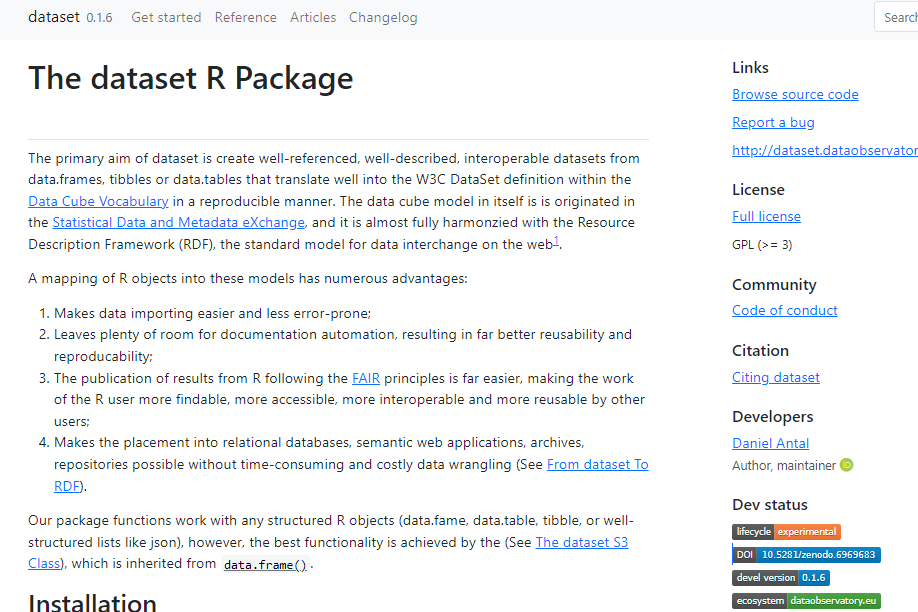 dataset 0.1.6 Get started Reference Articles Changelog Search
The dataset R Package
The primary aim of dataset is create well-referenced, well-described, interoperable datasets from
data.frames, tibbles or data.tables that translate well into the W3C DataSet definition within the
Data Cube Vocabulary in a reproducible manner. The data cube model in itself is is originated in
the Statistical Data and Metadata eXchange, and it is almost fully harmonzied with the Resource
Description Framework (RDF), the standard model for data interchange on the web1.
A mapping of R objects into these models has numerous advantages:
1. Makes data importing easier and less error-prone;
2. Leaves plenty of room for documentation automation, resulting in far better reusability and
reproducability;
3. The publication of results from R following the FAIR principles is far easier, making the work
of the R user more findable, more accessible, more interoperable and more reusable by other
users;
4. Makes the placement into relational databases, semantic web applications, archives,
repositories possible without time-consuming and costly data wrangling (See From dataset To
RDF).
Our package functions work with any structured R objects (data.fame, data.table, tibble, or well-
structured lists like json), however, the best functionality is achieved by the (See The dataset S3
Class), which is inherited from data.frame() .
Installation
Links
Browse source code
Report a bug
http://dataset.dataobservator
License
Full license
GPL (>= 3)
Community
Code of conduct
Citation
Citing dataset
Developers
Daniel Antal
Author, maintainer iD
Dev status
lifecycle experimental
DOI 10.5281/zenodo.6969683
devel version 0.1.6
ecosystem dataobservatory.eu